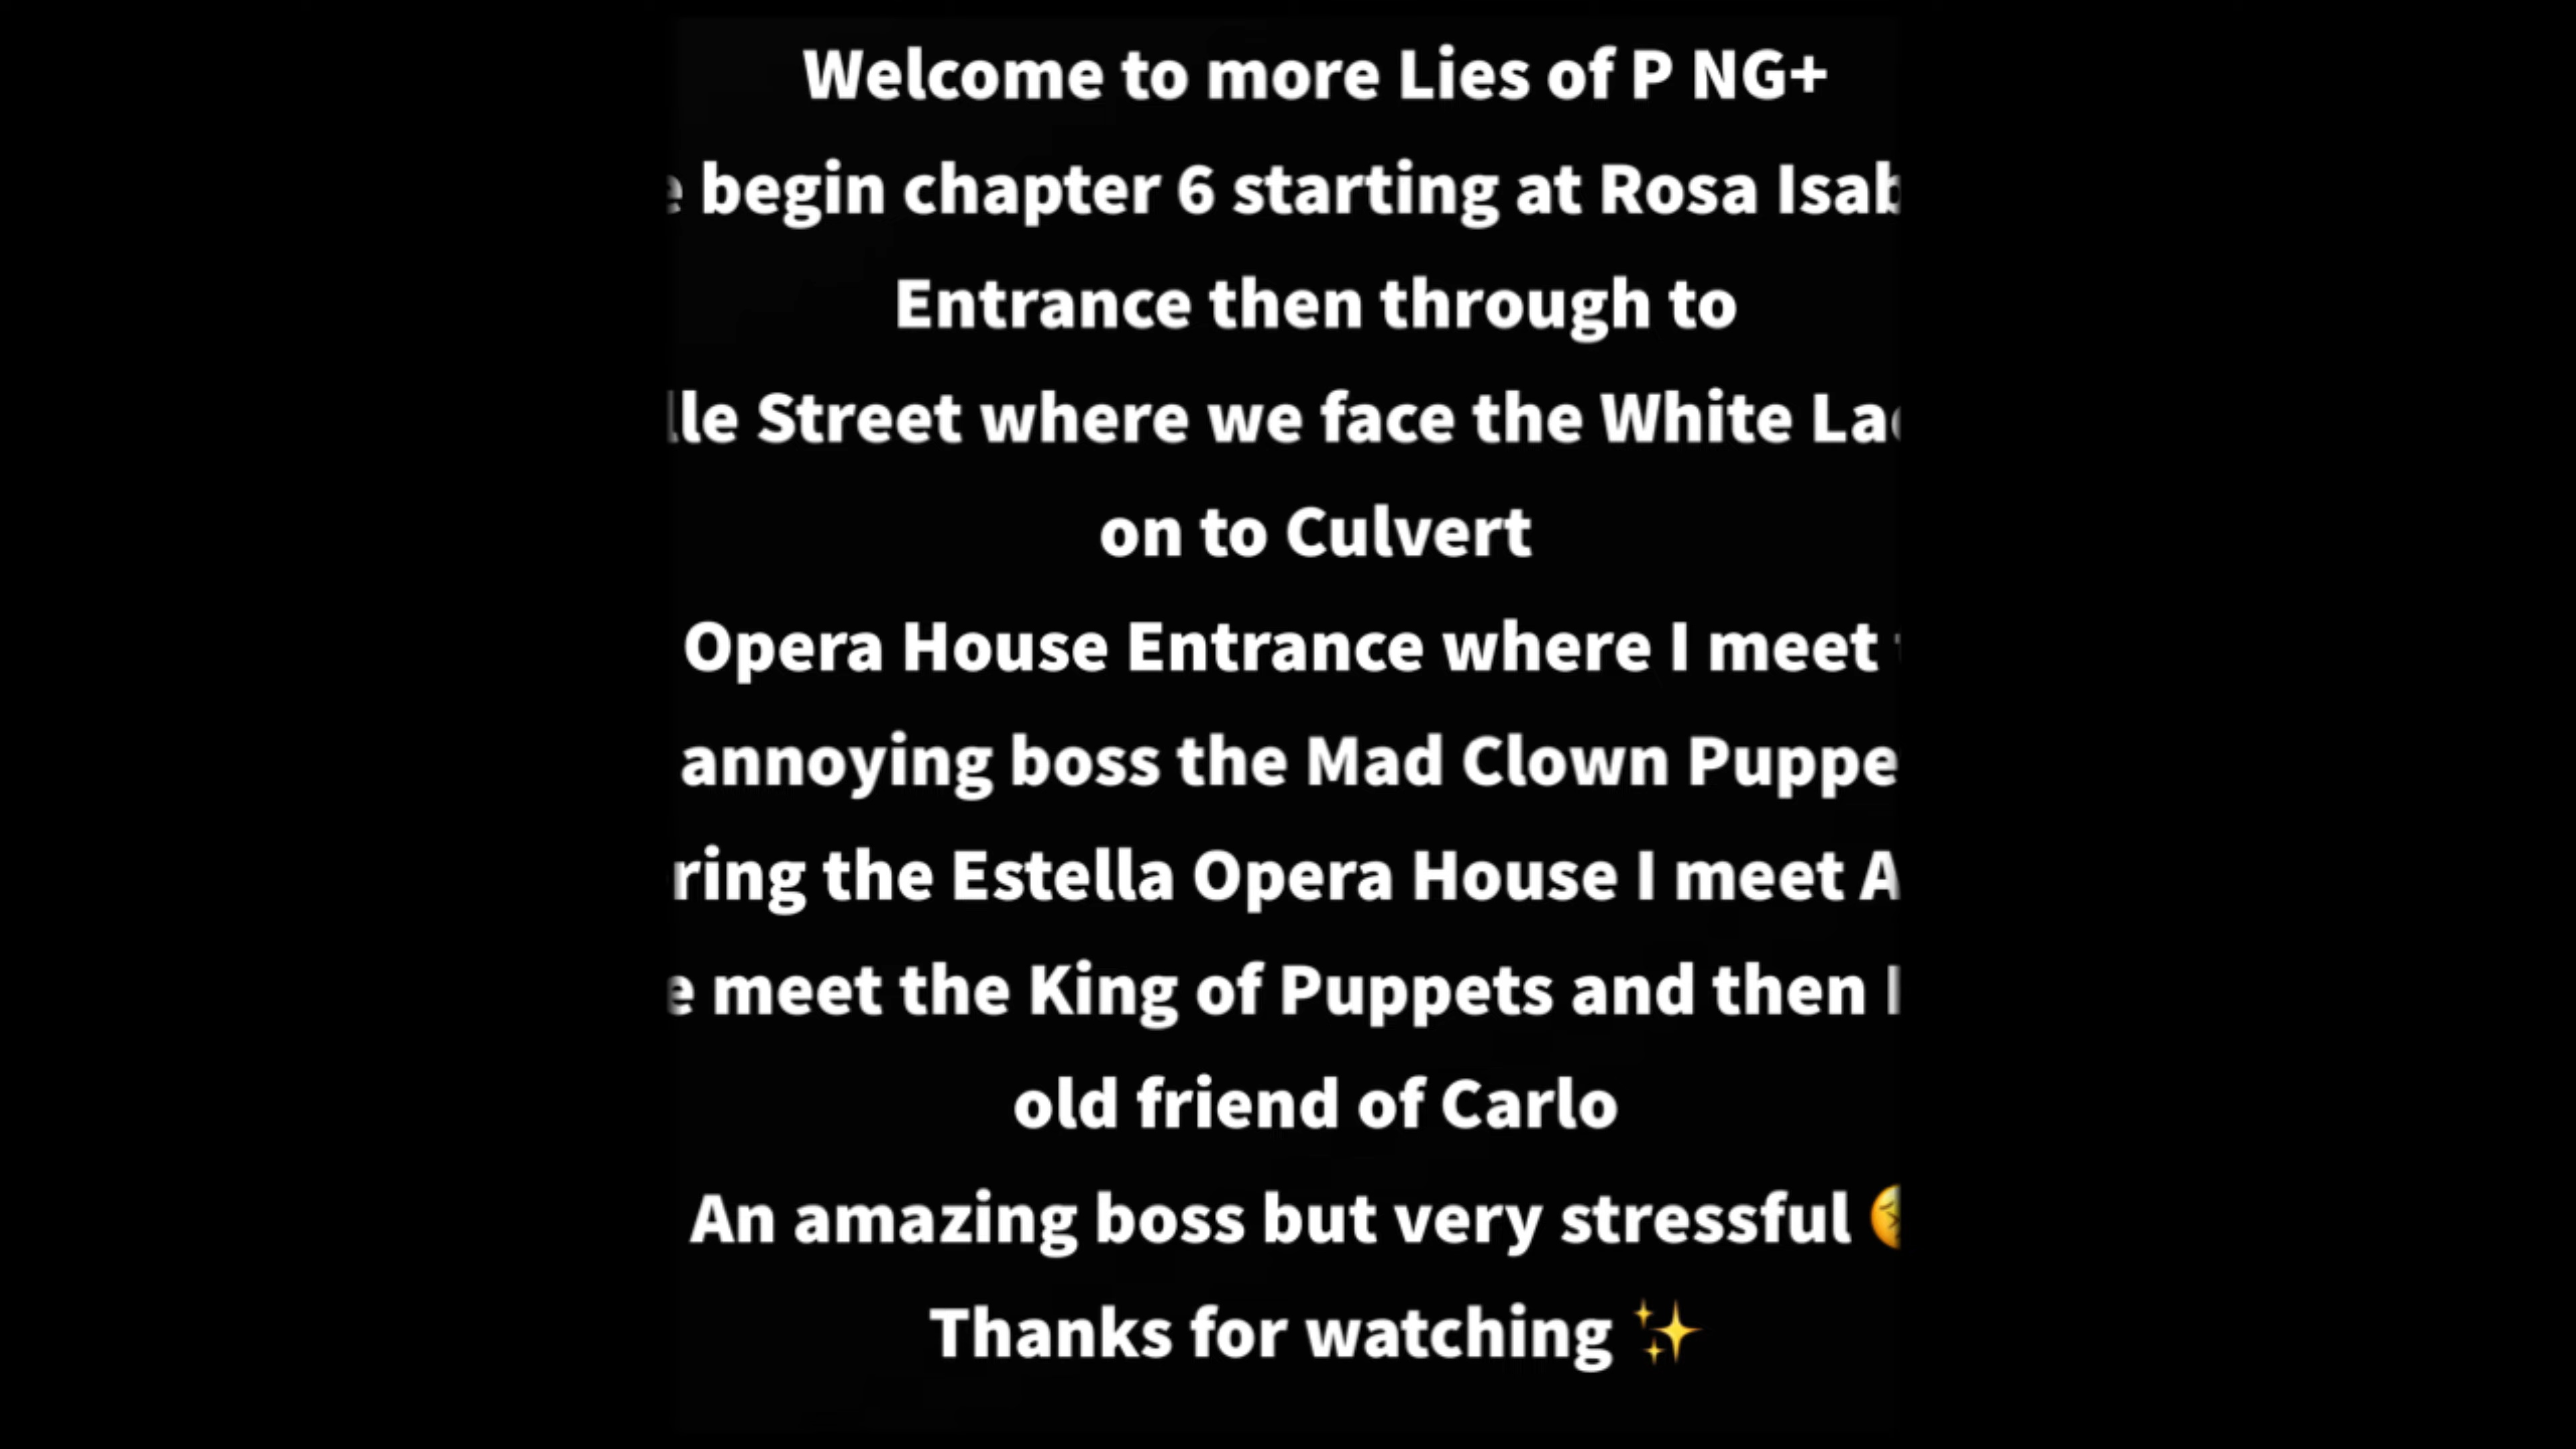 Welcome to more Lies of P NG+
begin chapter 6 starting at Rosa
Entrance then through to
Street where we face the White
on to Culvert
Opera House Entrance where I meet
annoying boss the Mad Clown
the Estella Opera House I meet
meet the King of Puppets and then
old friend of Carlo
An amazing boss but very stressful
Thanks for watching ✨